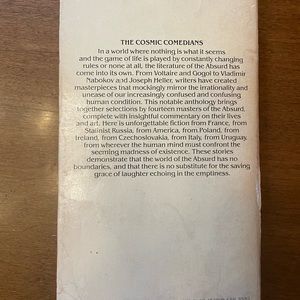 THE COSMIC COMEDIANS
In a world where nothing is what it seems
and the game of life is played by constantly changing
rules or none at all, the literature of the Absurd has
come into its own. From Voltaire and Gogol to Vladimir
Nabokov and Joseph Heller, writers have created
masterpieces that mockingly mirror the irrationality and
unease of our increasingly confused and confusing
human condition. This notable anthology brings
together selections by fourteen masters of the Absurd,
complete with insightful commentary on their lives
and art. Here is unforgettable fiction from France, from
Stalinist Russia, from America, from Poland, from
Ireland, from Czechoslovakia, from Italy, from Uruguay,
from wherever the human mind must confront the
seeming madness of existence. These stories
demonstrate that the world of the Absurd has no
boundaries, and that there is no substitute for the saving
grace of laughter echoing in the emptiness.